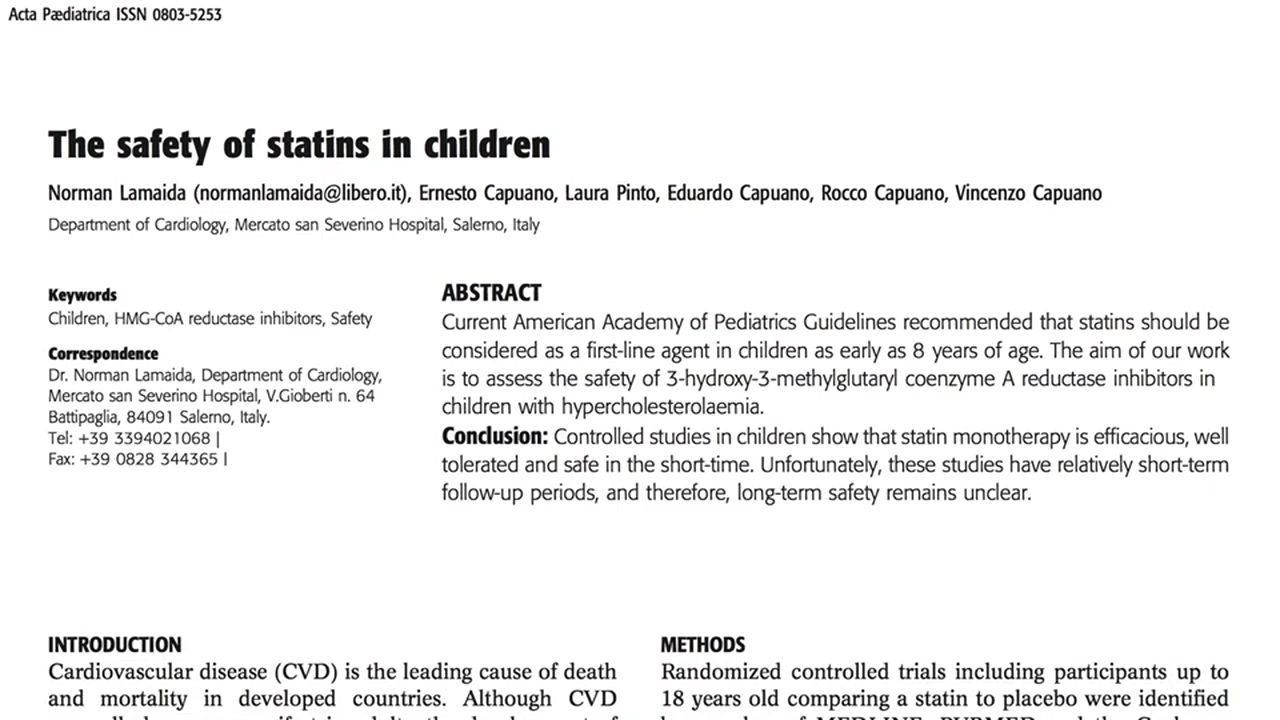 Acta Pædiatrica ISSN 0803-5253
The safety of statins in children
Norman Lamaida (normanlamaida@libero.it), Ernesto Capuano, Laura Pinto, Eduardo Capuano, Rocco Capuano, Vincenzo Capuano
Department of Cardiology, Mercato san Severino Hospital, Salerno, Italy
Keywords
Children, HMG-CoA reductase inhibitors, Safety
Correspondence
Dr. Norman Lamaida, Department of Cardiology,
Mercato san Severino Hospital, V.Gioberti n. 64
Battipaglia, 84091 Salerno, Italy.
Tel: +39 3394021068 |
Fax: +39 0828 344365 |
ABSTRACT
Current American Academy of Pediatrics Guidelines recommended that statins should be
considered as a first-line agent in children as early as 8 years of age. The aim of our work
is to assess the safety of 3-hydroxy-3-methylglutaryl coenzyme A reductase inhibitors in
children with hypercholesterolaemia.
Conclusion: Controlled studies in children show that statin monotherapy is efficacious, well
tolerated and safe in the short-time. Unfortunately, these studies have relatively short-term
follow-up periods, and therefore, long-term safety remains unclear.
INTRODUCTION
Cardiovascular disease (CVD) is the leading cause of death
and mortality in developed countries. Although CVD
METHODS
Randomized controlled trials including participants up to
18 years old comparing a statin to placebo were identified